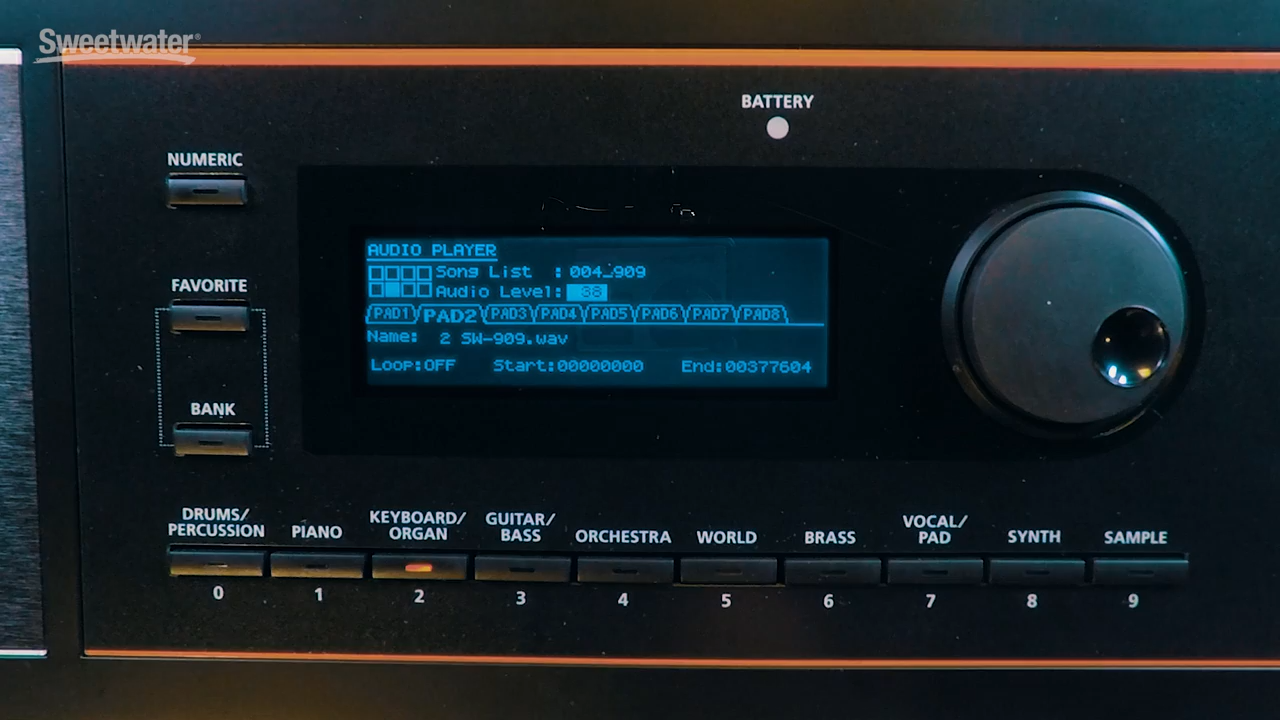 Sweetwater®
BATTERY
NUMERIC
FAVORITE
BANK
AUDIO PLAYER
Song List : 004_909
Audio Level: 38
PAD1 PAD2 PAD3 PAD4 PAD5 PAD6 PAD7 PAD8
Name: 2 SW-909.wav
Loop:OFF Start:00000000 End:00377604
DRUMS/
PERCUSSION
PIANO
KEYBOARD/
ORGAN
GUITAR/
BASS
ORCHESTRA
WORLD
BRASS
VOCAL/
PAD
SYNTH
SAMPLE
0 1 2 3 4 5 6 7 8 9